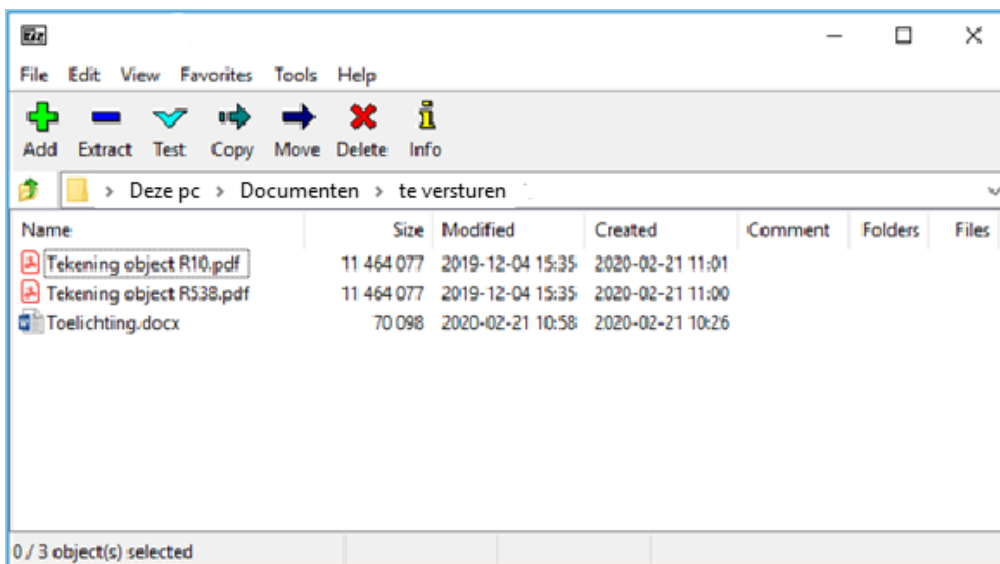 7z
File Edit View Favorites Tools Help
Add Extract Test Copy Move Delete Info
> Deze pc > Documenten > te versturen
Name Size Modified Created Comment Folders Files
Tekening object R10.pdf 11 464 077 2019-12-04 15:35 2020-02-21 11:01
Tekening object R538.pdf 11 464 077 2019-12-04 15:35 2020-02-21 11:00
Toelichting.docx 70 098 2020-02-21 10:58 2020-02-21 10:26
0 / 3 object(s) selected